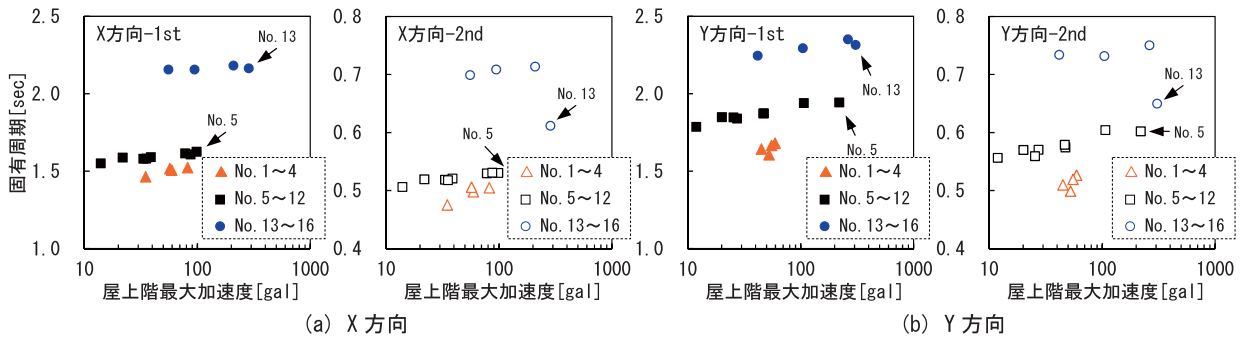 固有周期[sec]
2.5
2.0
1.5
1.0
X方向-1st
No. 13
No. 5
No. 1～4
No. 5～12
No. 13～16
10 100 1000
屋上階最大加速度[gal]
0.8
0.7
0.6
0.5
0.4
X方向-2nd
No. 13
No. 5
No. 1～4
No. 5～12
No. 13～16
10 100 1000
屋上階最大加速度[gal]
(a) X 方向
2.5
2.0
1.5
1.0
Y方向-1st
No. 13
No. 5
No. 1～4
No. 5～12
No. 13～16
10 100 1000
屋上階最大加速度[gal]
0.8
0.7
0.6
0.5
0.4
Y方向-2nd
No. 13
No. 5
No. 1～4
No. 5～12
No. 13～16
10 100 1000
屋上階最大加速度[gal]
(b) Y 方向